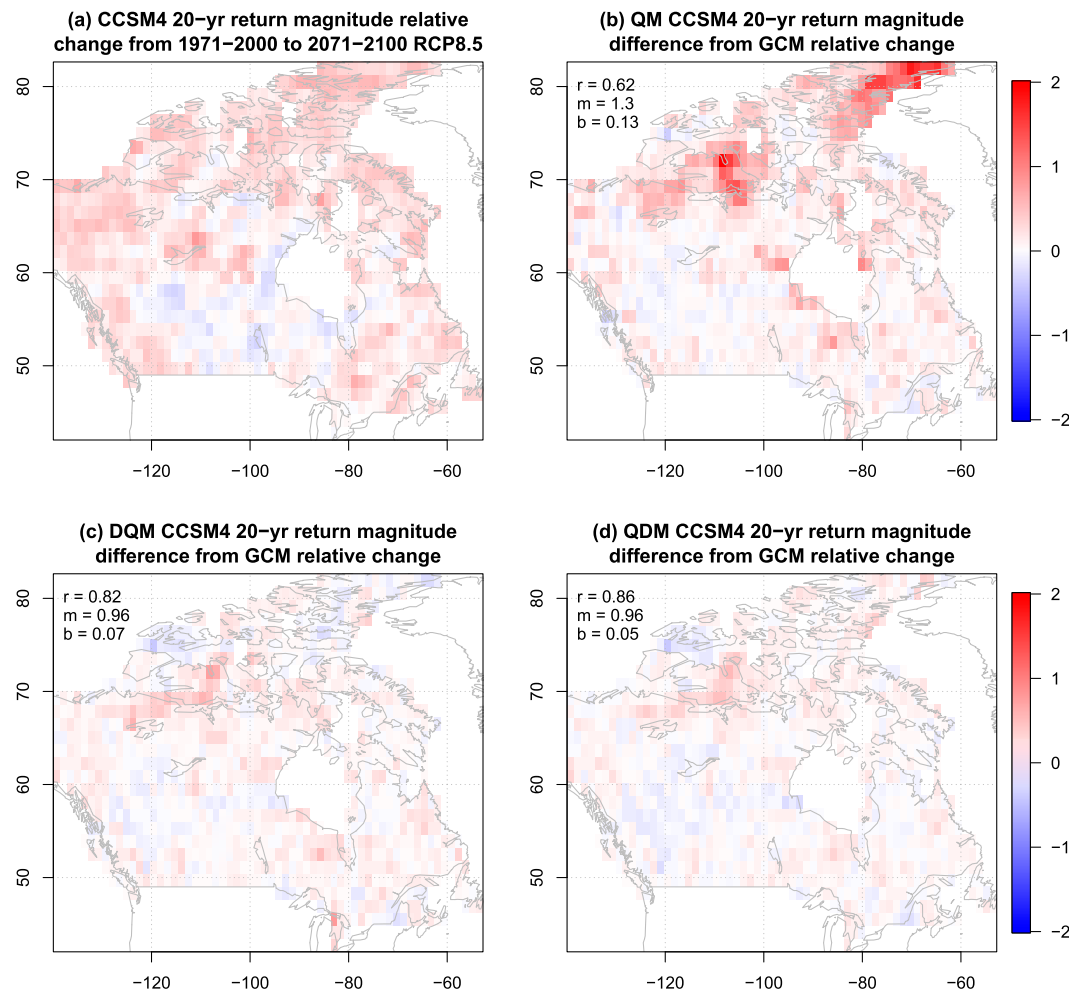 (a) CCSM4 20−yr return magnitude relative
change from 1971−2000 to 2071−2100 RCP8.5
80
70
60
50
−120
−100
−80
−60
(b) QM CCSM4 20−yr return magnitude
difference from GCM relative change
r = 0.62
m = 1.3
b = 0.13
80
70
60
50
−120
−100
−80
−60
2
1
0
−1
−2
(c) DQM CCSM4 20−yr return magnitude
difference from GCM relative change
r = 0.82
m = 0.96
b = 0.07
80
70
60
50
−120
−100
−80
−60
(d) QDM CCSM4 20−yr return magnitude
difference from GCM relative change
r = 0.86
m = 0.96
b = 0.05
80
70
60
50
−120
−100
−80
−60
2
1
0
−1
−2